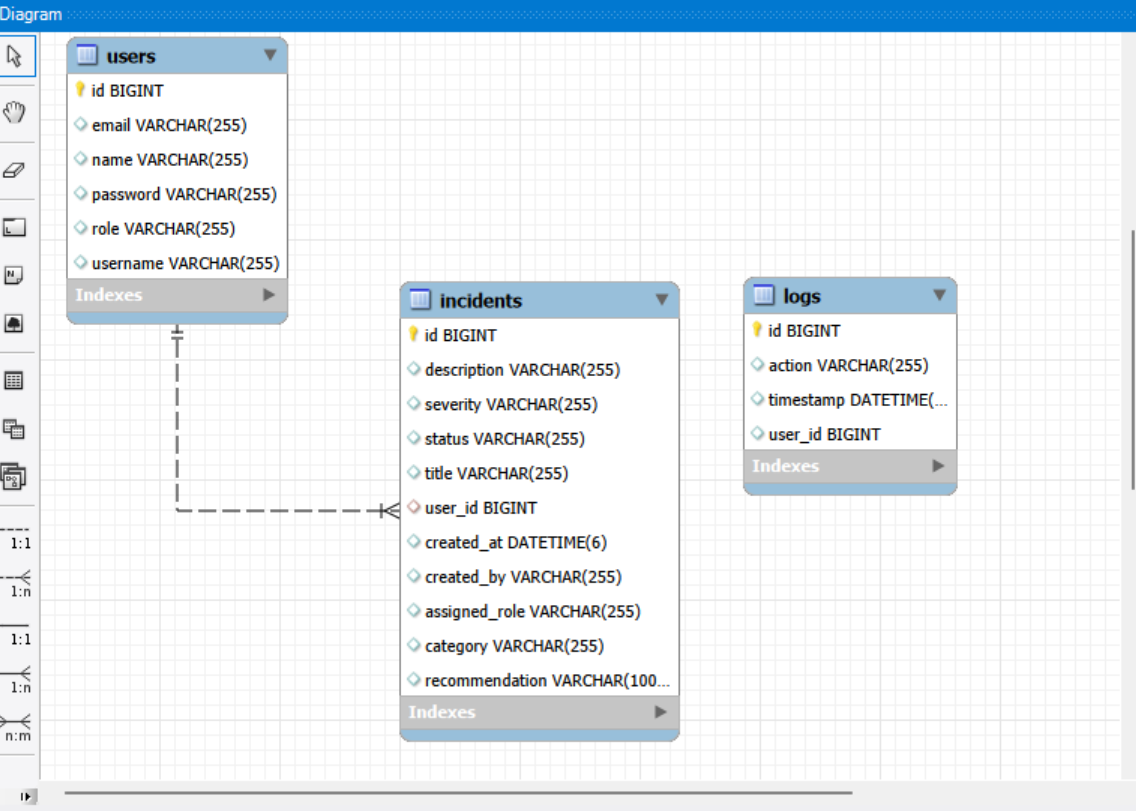 Diagram
users
id BIGINT
email VARCHAR(255)
name VARCHAR(255)
password VARCHAR(255)
role VARCHAR(255)
username VARCHAR(255)
Indexes
incidents
id BIGINT
description VARCHAR(255)
severity VARCHAR(255)
status VARCHAR(255)
title VARCHAR(255)
user_id BIGINT
created_at DATETIME(6)
created_by VARCHAR(255)
assigned_role VARCHAR(255)
category VARCHAR(255)
recommendation VARCHAR(100...
Indexes
logs
id BIGINT
action VARCHAR(255)
timestamp DATETIME(...
user_id BIGINT
Indexes
1:1
1:n
1:1
1:n
n:m